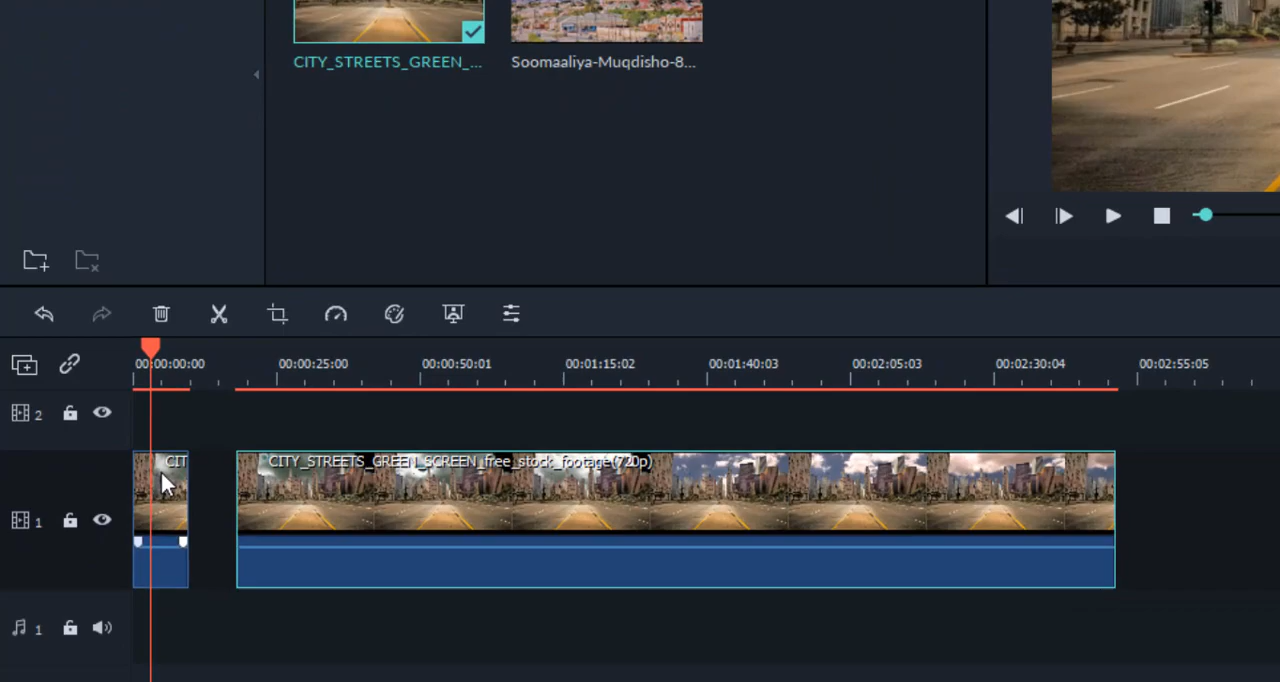 CITY_STREETS_GREEN_...
Soomaaliya-Muqdisho-8...
00:00:00:00
00:00:25:00
00:00:50:01
00:01:15:02
00:01:40:03
00:02:05:03
00:02:30:04
00:02:55:05
2
CIT
CITY_STREETS_GREEN_SCREEN_free_stock_footage(720p)
1
1